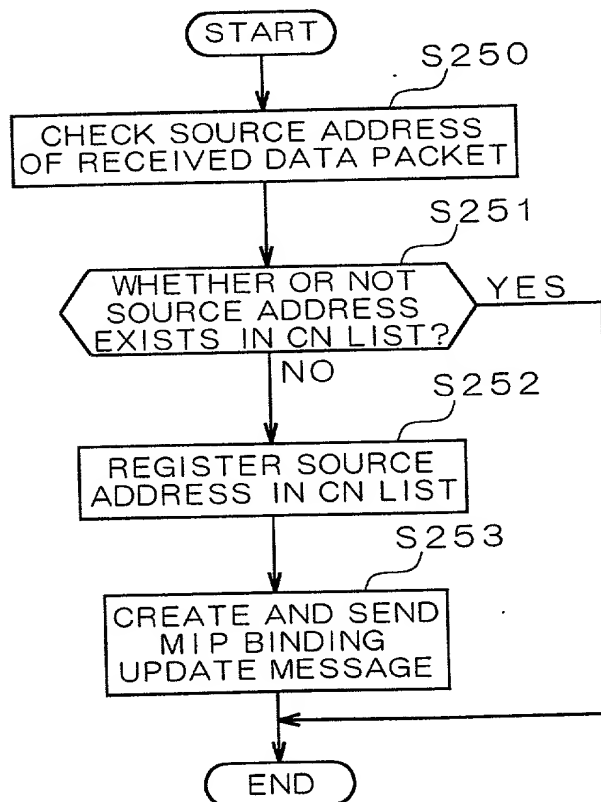 START
S250
CHECK SOURCE ADDRESS
OF RECEIVED DATA PACKET
S251
WHETHER OR NOT
SOURCE ADDRESS
EXISTS IN CN LIST?
YES
NO
S252
REGISTER SOURCE
ADDRESS IN CN LIST
S253
CREATE AND SEND
MIP BINDING
UPDATE MESSAGE
END